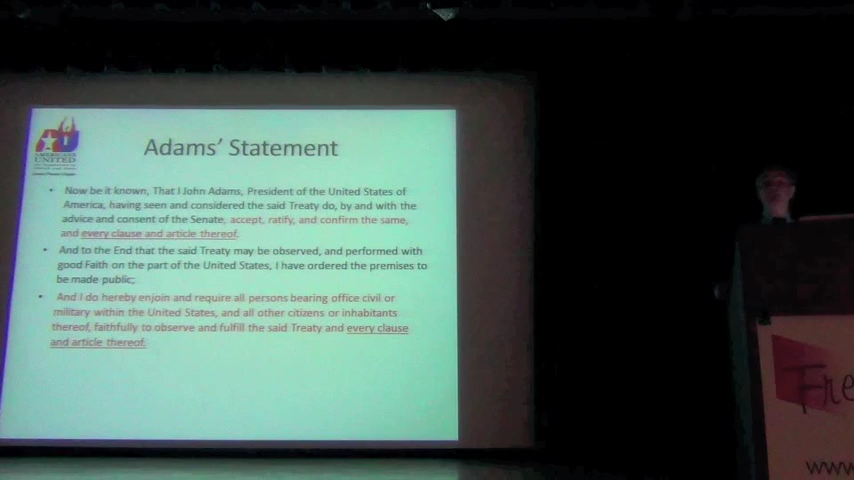 AMERICANS
UNITED
Adams' Statement
• Now be it known, That I John Adams, President of the United States of
America, having seen and considered the said Treaty do, by and with the
advice and consent of the Senate, accept, ratify, and confirm the same,
and every clause and article thereof.
• And to the End that the said Treaty may be observed, and performed with
good Faith on the part of the United States, I have ordered the premises to
be made public;
• And I do hereby enjoin and require all persons bearing office civil or
military within the United States, and all other citizens or inhabitants
thereof, faithfully to observe and fulfill the said Treaty and every clause
and article thereof.
Fre
www